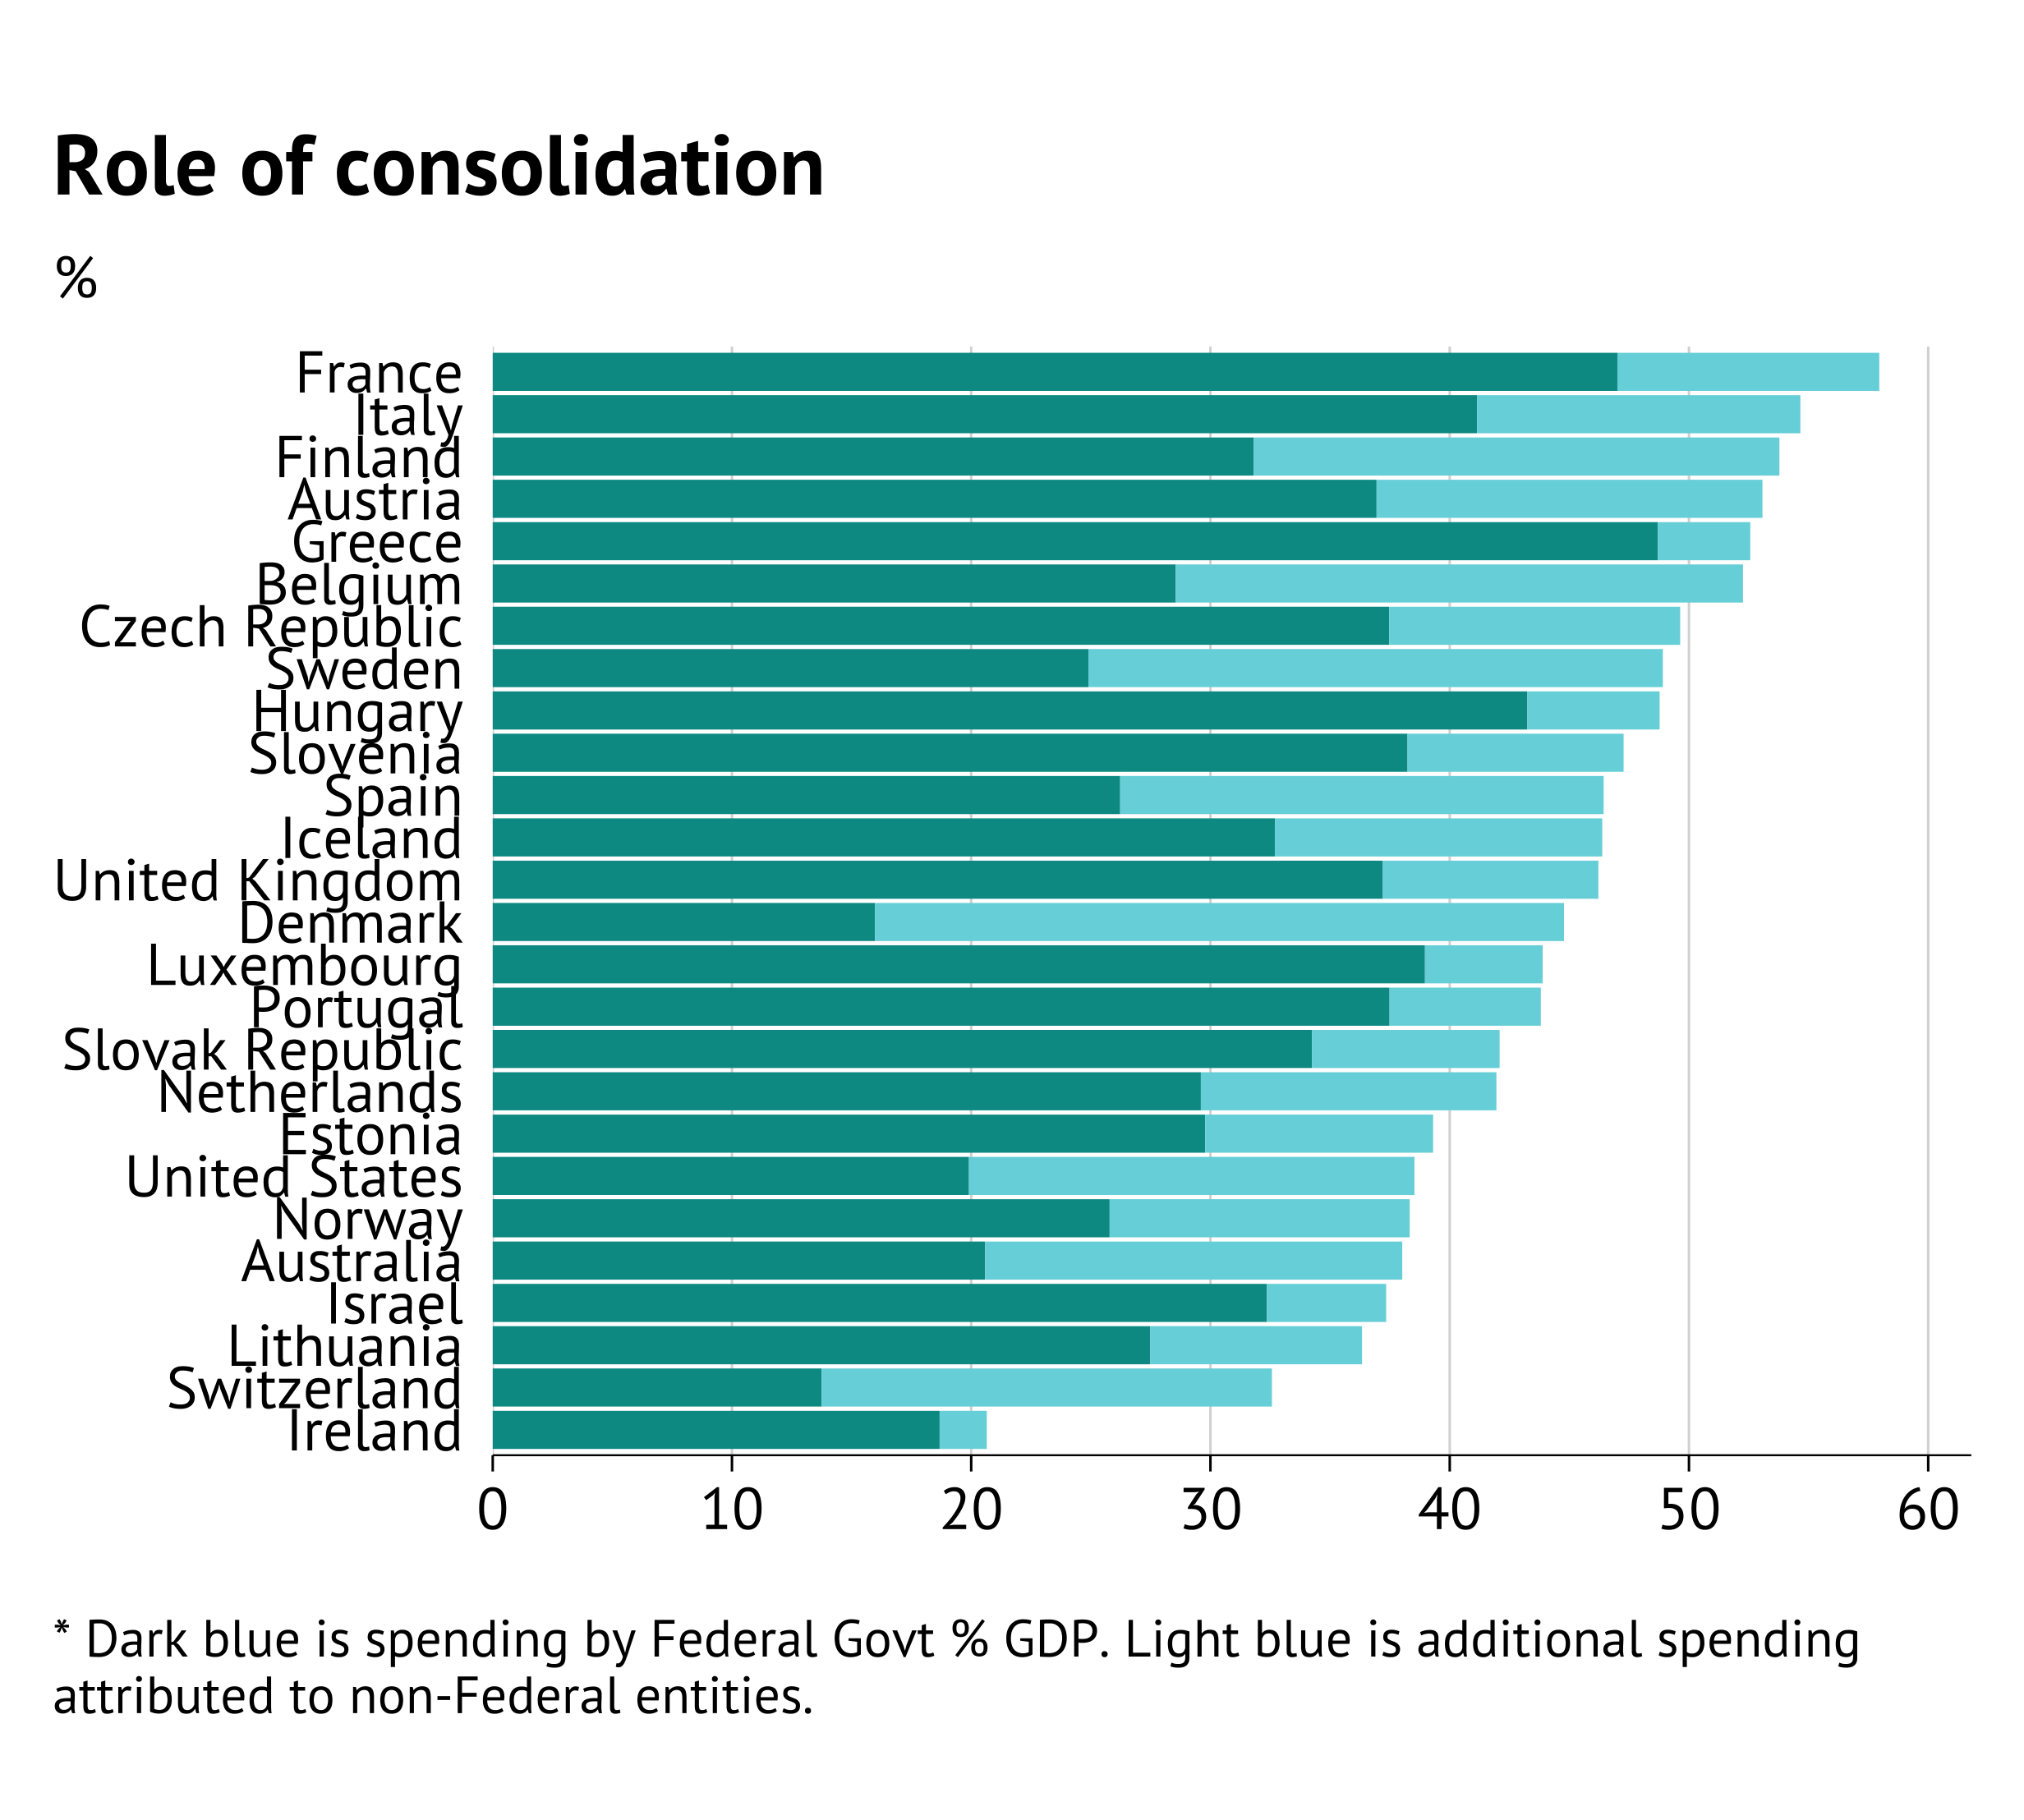 Role of consolidation
%
France
Italy
Finland
Austria
Greece
Belgium
Czech Republic
Sweden
Hungary
Slovenia
Spain
Iceland
United Kingdom
Denmark
Luxembourg
Portugal
Slovak Republic
Netherlands
Estonia
United States
Norway
Australia
Israel
Lithuania
Switzerland
Ireland
0 10 20 30 40 50 60
* Dark blue is spending by Federal Govt % GDP. Light blue is additional spending
attributed to non-Federal entities.